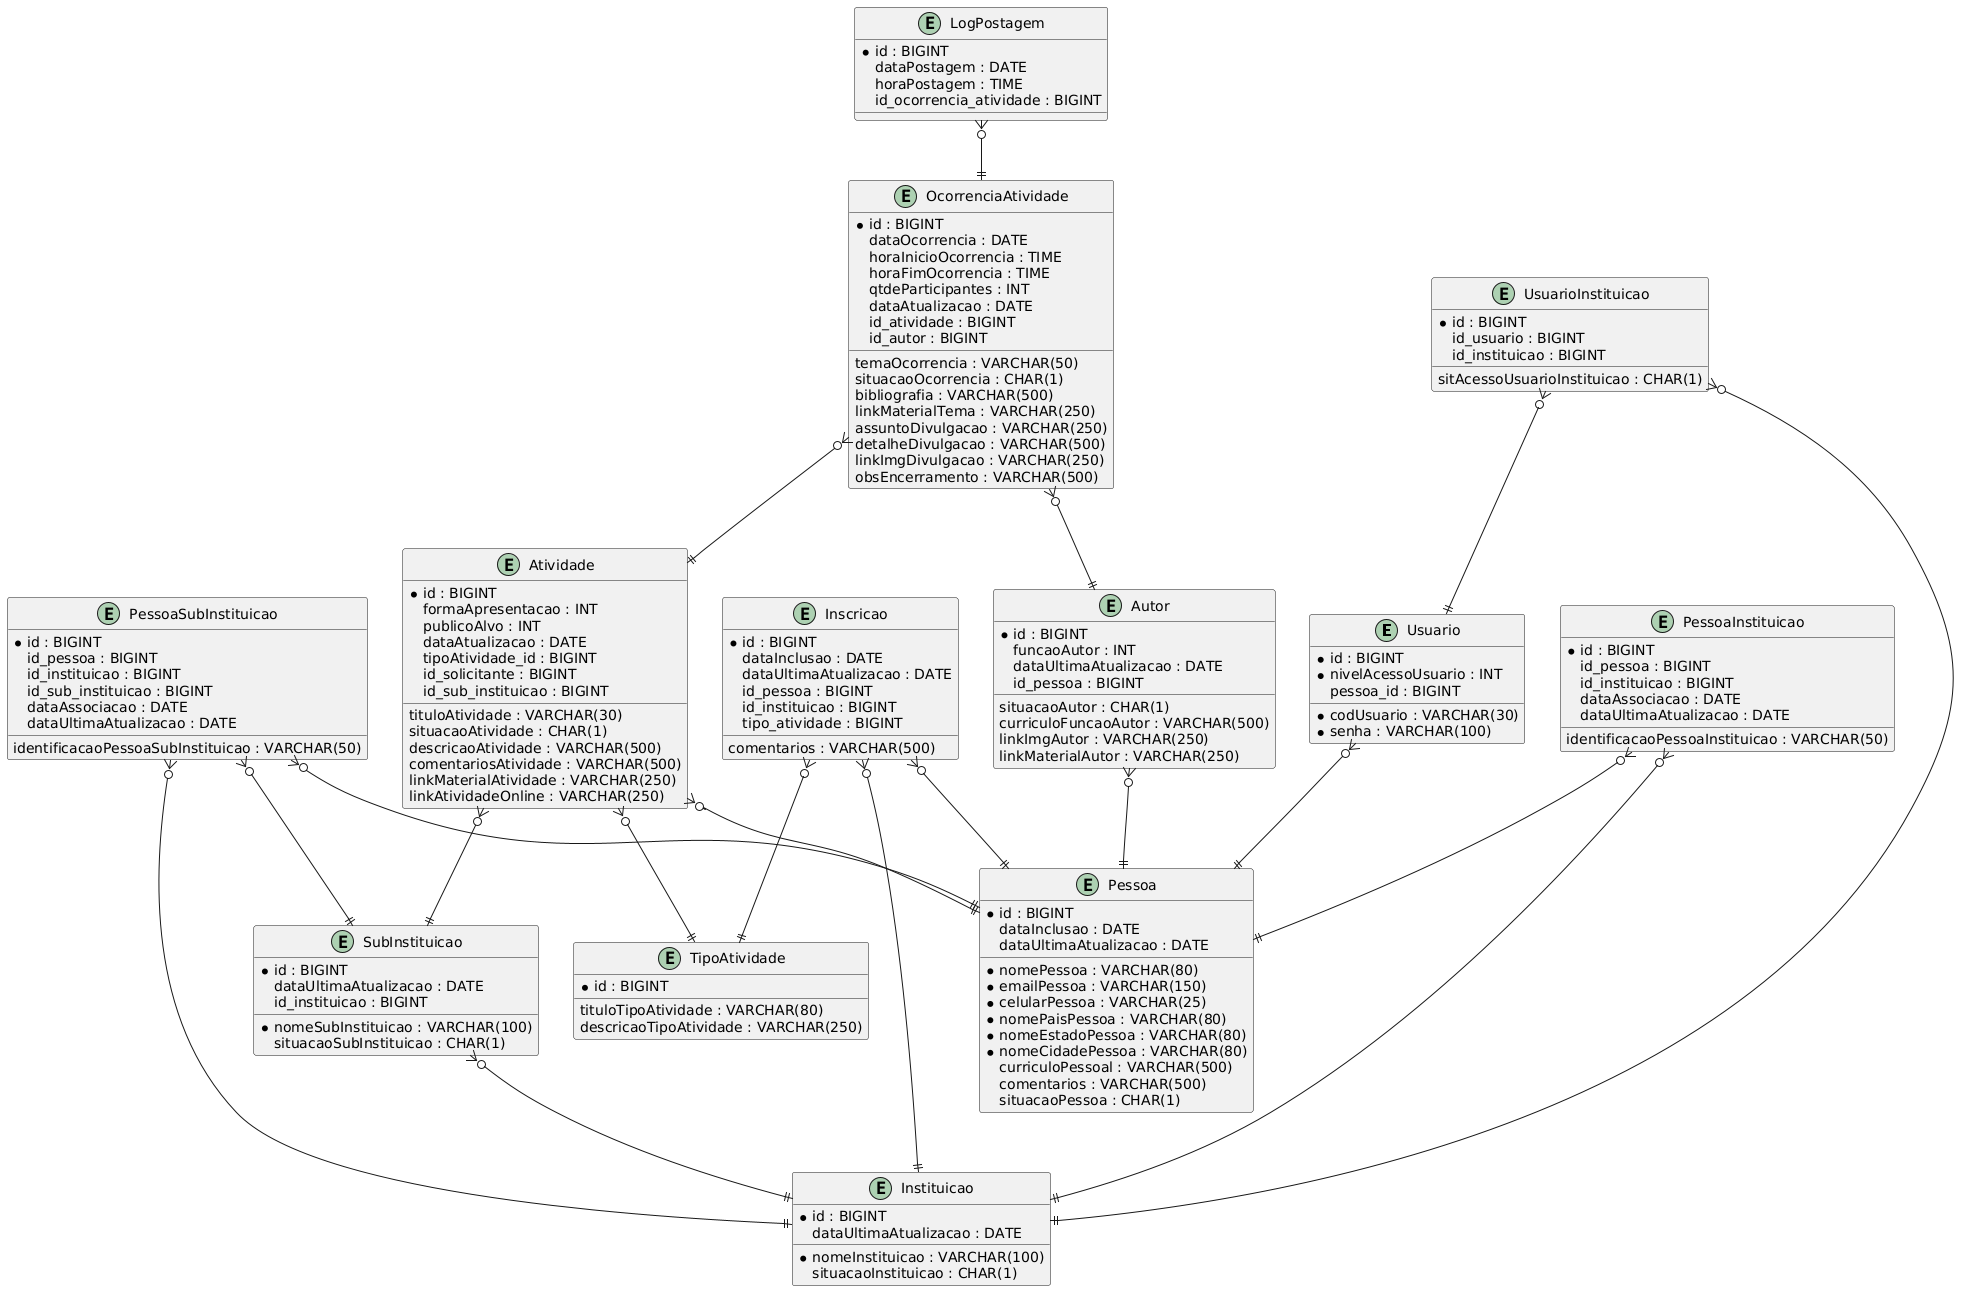 E LogPostagem
id : BIGINT
dataPostagem : DATE
horaPostagem : TIME
id_ocorrencia_atividade : BIGINT
E OcorrenciaAtividade
id : BIGINT
dataOcorrencia : DATE
horaInicioOcorrencia : TIME
horaFimOcorrencia : TIME
qtdeParticipantes : INT
dataAtualizacao : DATE
id_atividade : BIGINT
id_autor : BIGINT
temaOcorrencia : VARCHAR(50)
situacaoOcorrencia : CHAR(1)
bibliografia : VARCHAR(500)
linkMaterialTema : VARCHAR(250)
assuntoDivulgacao : VARCHAR(250)
detalheDivulgacao : VARCHAR(500)
linkImgDivulgacao : VARCHAR(250)
obsEncerramento : VARCHAR(500)
E UsuarioInstituicao
id : BIGINT
id_usuario : BIGINT
id_instituicao : BIGINT
sitAcessoUsuarioInstituicao : CHAR(1)
E PessoaSubInstituicao
id : BIGINT
id_pessoa : BIGINT
id_instituicao : BIGINT
id_sub_instituicao : BIGINT
dataAssociacao : DATE
dataUltimaAtualizacao : DATE
identificacaoPessoaSubInstituicao : VARCHAR(50)
E Atividade
id : BIGINT
formaApresentacao : INT
publicoAlvo : INT
dataAtualizacao : DATE
tipoAtividade_id : BIGINT
id_solicitante : BIGINT
id_sub_instituicao : BIGINT
tituloAtividade : VARCHAR(30)
situacaoAtividade : CHAR(1)
descricaoAtividade : VARCHAR(500)
comentariosAtividade : VARCHAR(500)
linkMaterialAtividade : VARCHAR(250)
linkAtividadeOnline : VARCHAR(250)
E Inscricao
id : BIGINT
dataInclusao : DATE
dataUltimaAtualizacao : DATE
id_pessoa : BIGINT
id_instituicao : BIGINT
tipo_atividade : BIGINT
comentarios : VARCHAR(500)
E Autor
id : BIGINT
funcaoAutor : INT
dataUltimaAtualizacao : DATE
id_pessoa : BIGINT
situacaoAutor : CHAR(1)
curriculoFuncaoAutor : VARCHAR(500)
linkImgAutor : VARCHAR(250)
linkMaterialAutor : VARCHAR(250)
E Usuario
id : BIGINT
nivelAcessoUsuario : INT
pessoa_id : BIGINT
codUsuario : VARCHAR(30)
senha : VARCHAR(100)
E PessoaInstituicao
id : BIGINT
id_pessoa : BIGINT
id_instituicao : BIGINT
dataAssociacao : DATE
dataUltimaAtualizacao : DATE
identificacaoPessoaInstituicao : VARCHAR(50)
E SubInstituicao
id : BIGINT
dataUltimaAtualizacao : DATE
id_instituicao : BIGINT
nomeSubInstituicao : VARCHAR(100)
situacaoSubInstituicao : CHAR(1)
E TipoAtividade
id : BIGINT
tituloTipoAtividade : VARCHAR(80)
descricaoTipoAtividade : VARCHAR(250)
E Pessoa
id : BIGINT
dataInclusao : DATE
dataUltimaAtualizacao : DATE
nomePessoa : VARCHAR(80)
emailPessoa : VARCHAR(150)
celularPessoa : VARCHAR(25)
nomePaisPessoa : VARCHAR(80)
nomeEstadoPessoa : VARCHAR(80)
nomeCidadePessoa : VARCHAR(80)
curriculoPessoal : VARCHAR(500)
comentarios : VARCHAR(500)
situacaoPessoa : CHAR(1)
E Instituicao
id : BIGINT
dataUltimaAtualizacao : DATE
nomeInstituicao : VARCHAR(100)
situacaoInstituicao : CHAR(1)